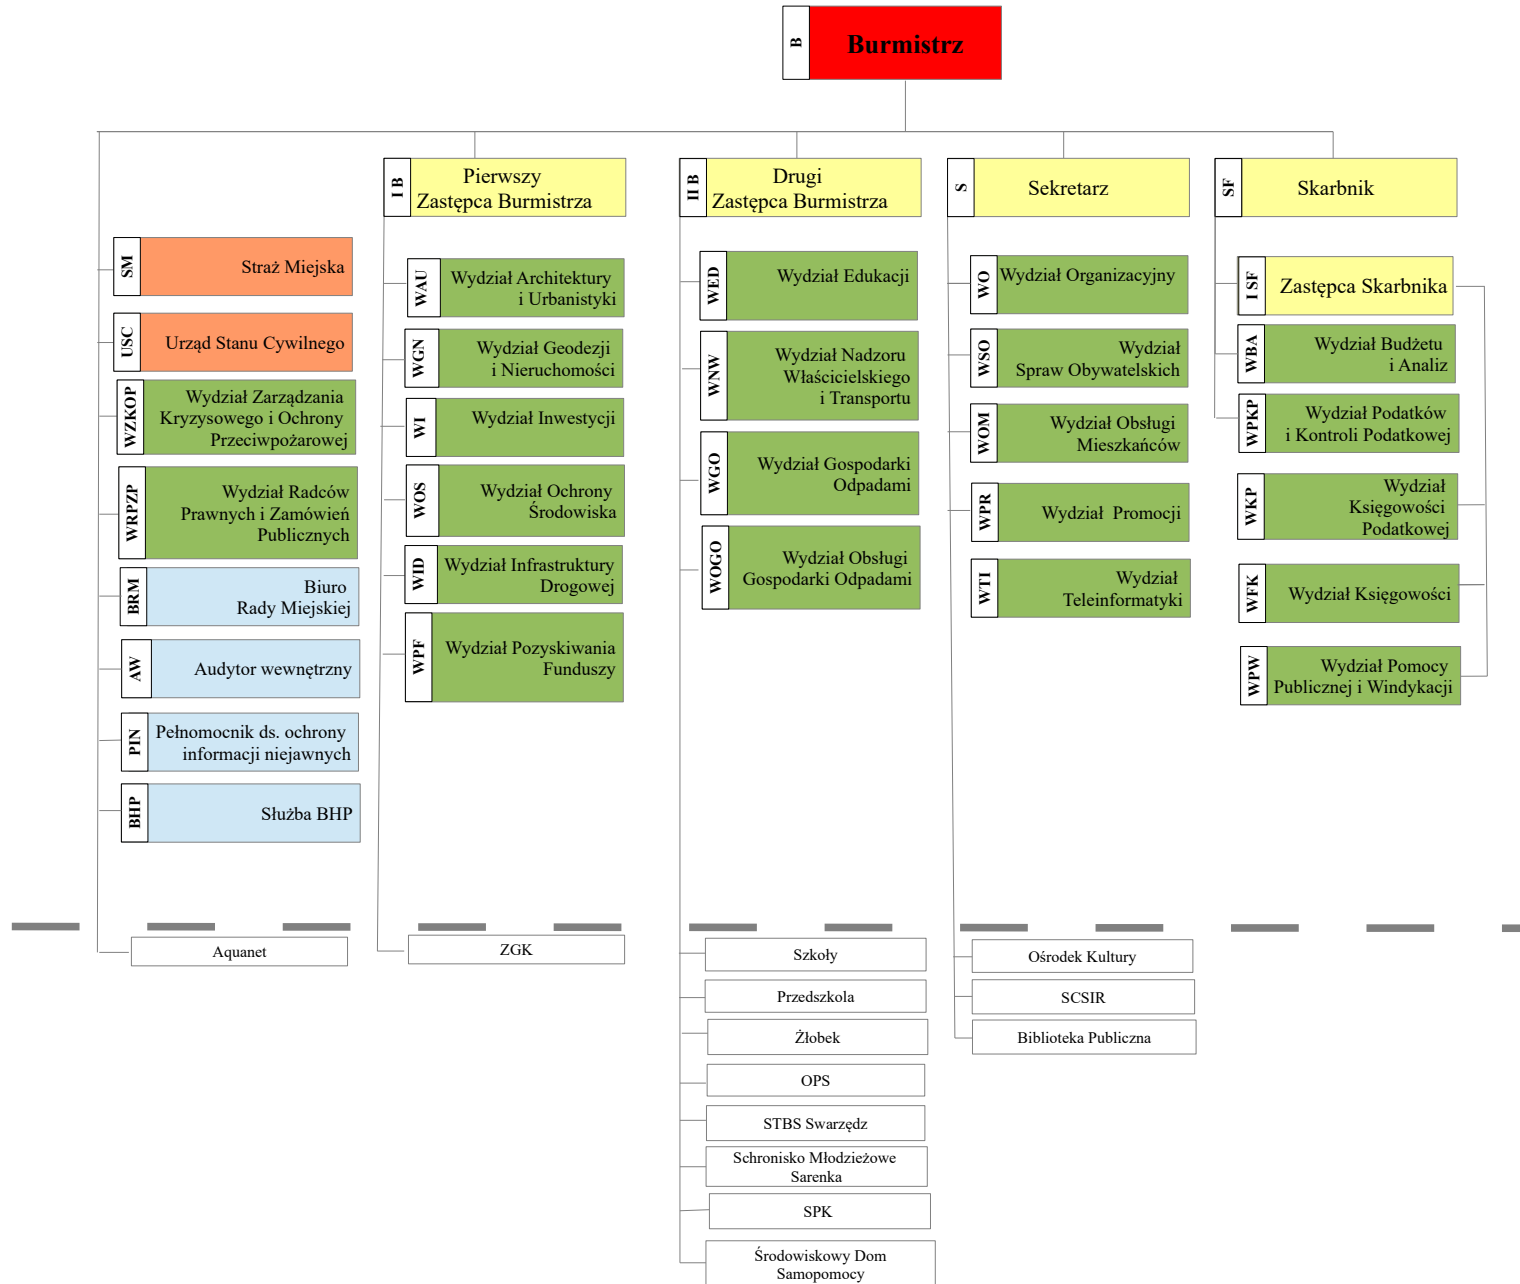 B
Burmistrz
I B
Pierwszy
Zastępca Burmistrza
II B
Drugi
Zastępca Burmistrza
S
Sekretarz
SF
Skarbnik
SM
Straż Miejska
USC
Urząd Stanu Cywilnego
WZKOP
Wydział Zarządzania
Kryzysowego i Ochrony
Przeciwpożarowej
WRPZP
Wydział Radców
Prawnych i Zamówień
Publicznych
BRM
Biuro
Rady Miejskiej
AW
Audytor wewnętrzny
PIN
Pełnomocnik ds. ochrony
informacji niejawnych
BHP
Służba BHP
Aquanet
WAU
Wydział Architektury
i Urbanistyki
WGN
Wydział Geodezji
i Nieruchomości
WI
Wydział Inwestycji
WOS
Wydział Ochrony
Środowiska
WID
Wydział Infrastruktury
Drogowej
WPF
Wydział Pozyskiwania
Funduszy
ZGK
WED
Wydział Edukacji
WNW
Wydział Nadzoru
Właścicielskiego
i Transportu
WGO
Wydział Gospodarki
Odpadami
WOGO
Wydział Obsługi
Gospodarki Odpadami
Szkoły
Przedszkola
Żłobek
OPS
STBS Swarzędz
Schronisko Młodzieżowe
Sarenka
SPK
Środowiskowy Dom
Samopomocy
WO
Wydział Organizacyjny
WSO
Wydział
Spraw Obywatelskich
WOM
Wydział Obsługi
Mieszkańców
WPR
Wydział Promocji
WTI
Wydział
Teleinformatyki
Ośrodek Kultury
SCSIR
Biblioteka Publiczna
I SF
Zastępca Skarbnika
WBA
Wydział Budżetu
i Analiz
WPKP
Wydział Podatków
i Kontroli Podatkowej
WKP
Wydział
Księgowości
Podatkowej
WFK
Wydział Księgowości
WPW
Wydział Pomocy
Publicznej i Windykacji